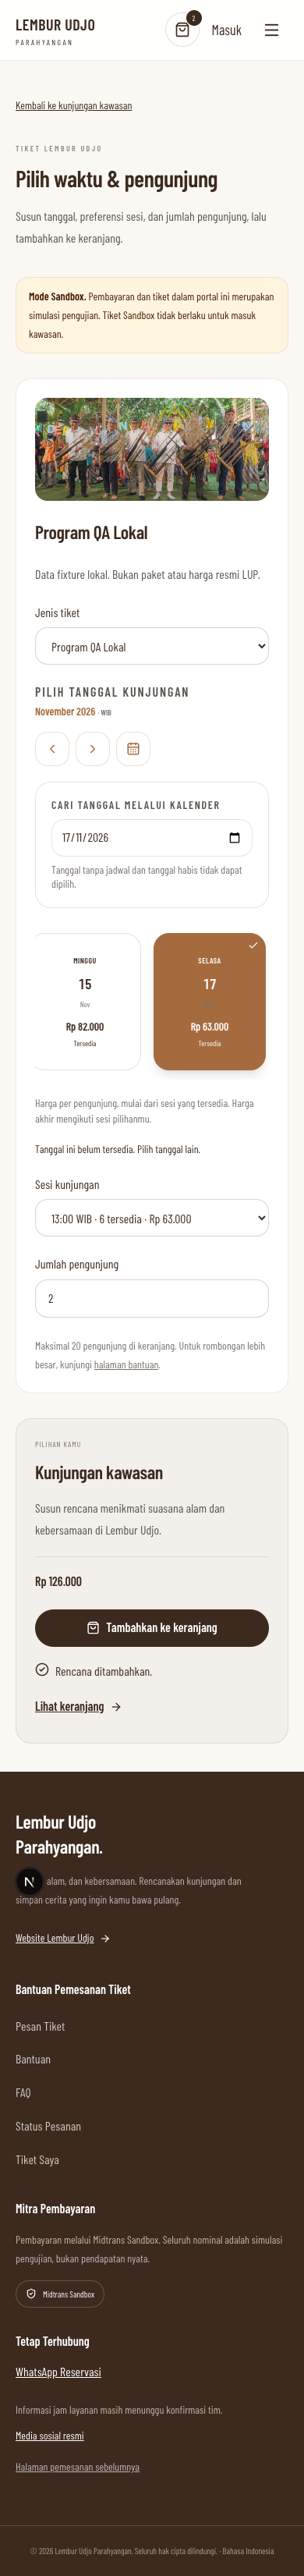 LEMBUR UDJO
PARAHYANGAN
2
Masuk
Kembali ke kunjungan kawasan
TIKET LEMBUR UDJO
Pilih waktu & pengunjung
Susun tanggal, preferensi sesi, dan jumlah pengunjung, lalu
tambahkan ke keranjang.
Mode Sandbox. Pembayaran dan tiket dalam portal ini merupakan
simulasi pengujian. Tiket Sandbox tidak berlaku untuk masuk
kawasan.
Program QA Lokal
Data fixture lokal. Bukan paket atau harga resmi LUP.
Jenis tiket
Program QA Lokal
PILIH TANGGAL KUNJUNGAN
November 2026 · WIB
CARI TANGGAL MELALUI KALENDER
17/11/2026
Tanggal tanpa jadwal dan tanggal habis tidak dapat
dipilih.
MINGGU
15
Nov
Rp 82.000
Tersedia
SELASA
17
Rp 63.000
Tersedia
Harga per pengunjung, mulai dari sesi yang tersedia. Harga
akhir mengikuti sesi pilihanmu.
Tanggal ini belum tersedia. Pilih tanggal lain.
Sesi kunjungan
13:00 WIB · 6 tersedia · Rp 63.000
Jumlah pengunjung
2
Maksimal 20 pengunjung di keranjang. Untuk rombongan lebih
besar, kunjungi halaman bantuan.
PILIHAN KAMU
Kunjungan kawasan
Susun rencana menikmati suasana alam dan
kebersamaan di Lembur Udjo.
Rp 126.000
Tambahkan ke keranjang
Rencana ditambahkan.
Lihat keranjang
Lembur Udjo
Parahyangan.
N
alam, dan kebersamaan. Rencanakan kunjungan dan
simpan cerita yang ingin kamu bawa pulang.
Website Lembur Udjo
Bantuan Pemesanan Tiket
Pesan Tiket
Bantuan
FAQ
Status Pesanan
Tiket Saya
Mitra Pembayaran
Pembayaran melalui Midtrans Sandbox. Seluruh nominal adalah simulasi
pengujian, bukan pendapatan nyata.
Midtrans Sandbox
Tetap Terhubung
WhatsApp Reservasi
Informasi jam layanan masih menunggu konfirmasi tim.
Media sosial resmi
Halaman pemesanan sebelumnya
© 2026 Lembur Udjo Parahyangan. Seluruh hak cipta dilindungi. · Bahasa Indonesia